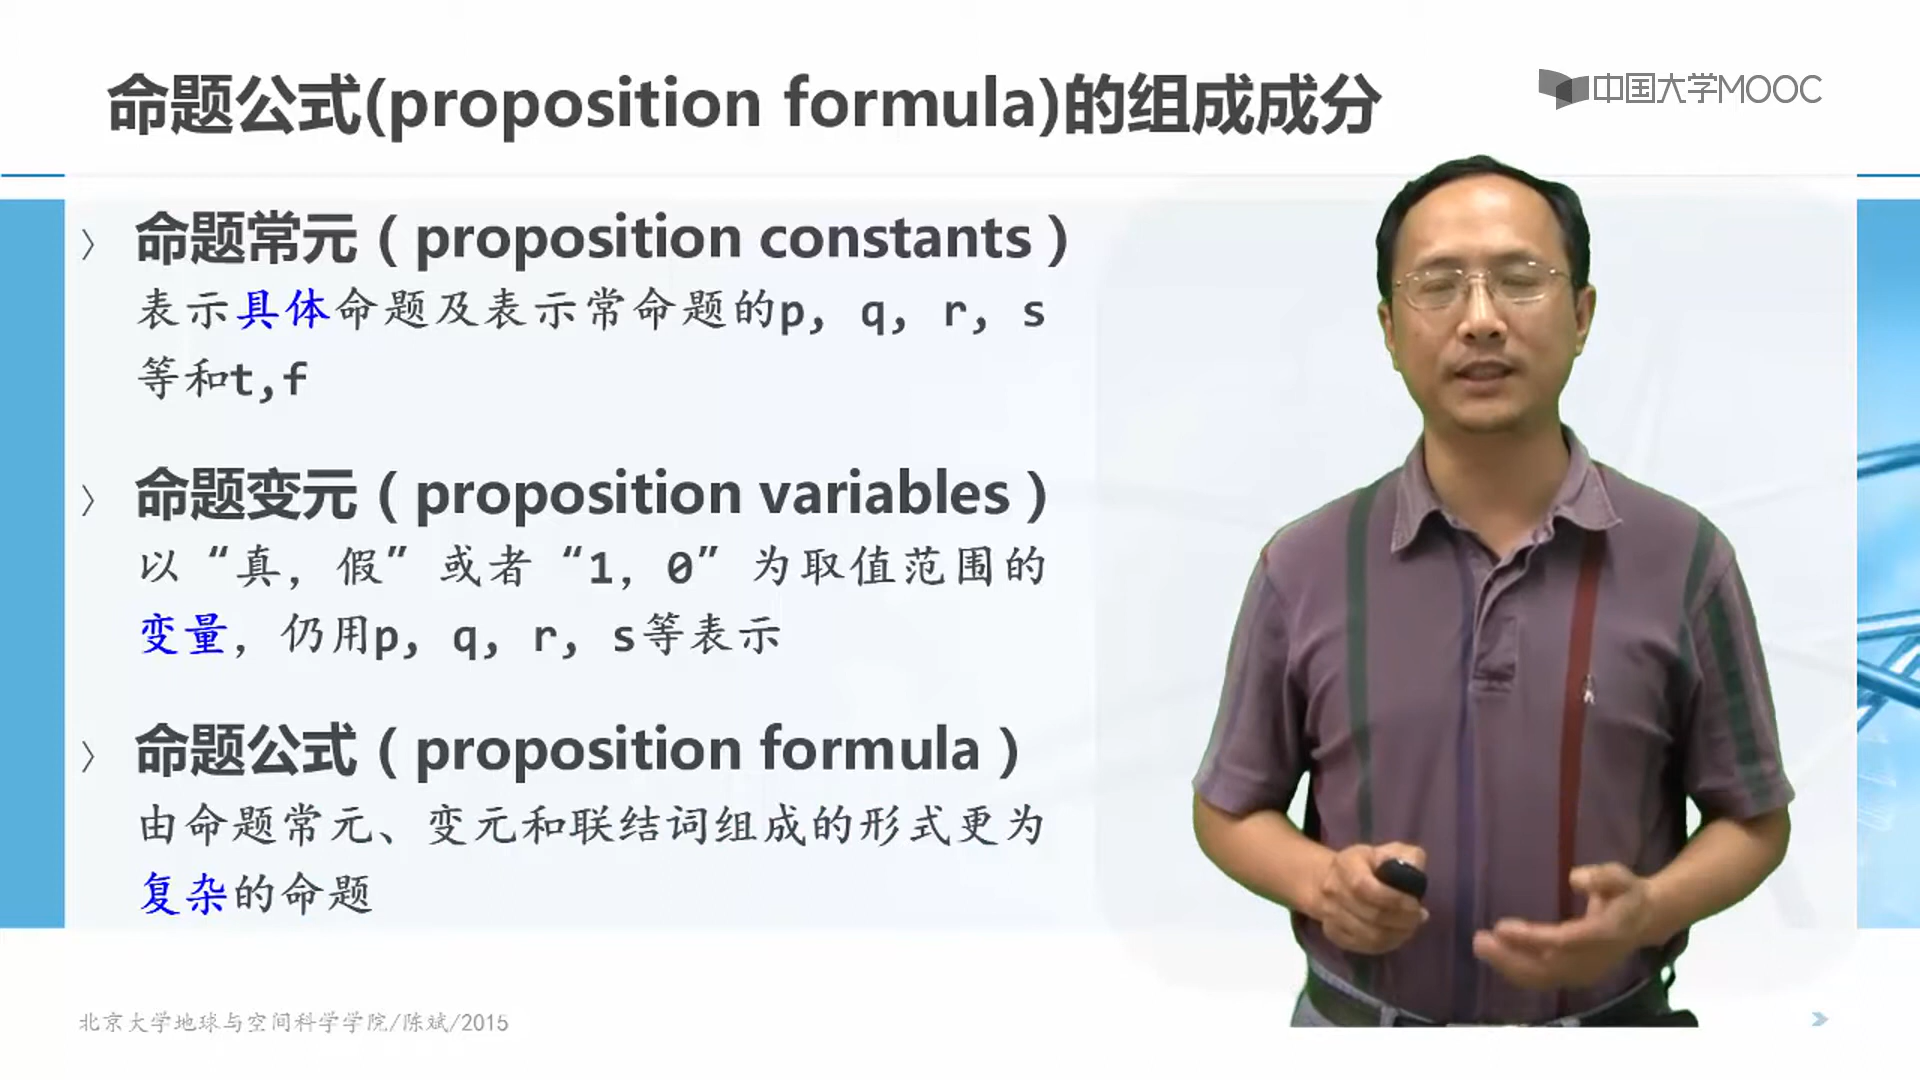 命题公式(proposition formula)的组成成分
中国大学MOOC
命题常元（proposition constants）
表示具体命题及表示常命题的p, q, r, s
等和t,f
命题变元（proposition variables）
以“真，假”或者“1，0”为取值范围的
变量，仍用p, q, r, s等表示
命题公式（proposition formula）
由命题常元、变元和联结词组成的形式更为
复杂的命题
北京大学地球与空间科学学院/陈斌/2015